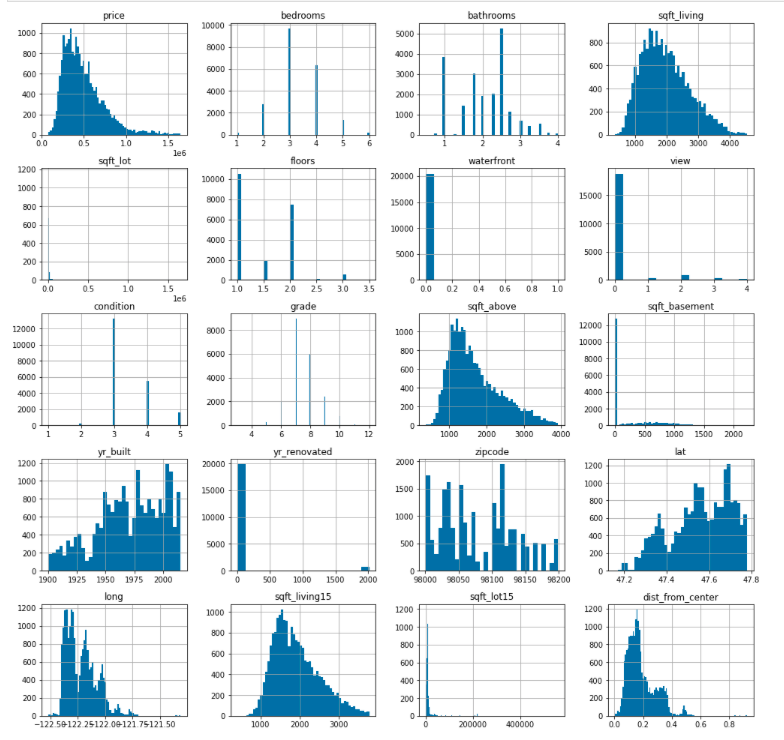 price
bedrooms
bathrooms
sqft_living
1000
800
600
400
200
0
0.0 0.5 1.0 1.5
1e6
10000
8000
6000
4000
2000
0
1 2 3 4 5 6
5000
4000
3000
2000
1000
0
1 2 3 4
800
600
400
200
0
1000 2000 3000 4000
sqft_lot
floors
waterfront
view
1200
1000
800
600
400
200
0
0.0 0.5 1.0 1.5
1e6
10000
8000
6000
4000
2000
0
1.0 1.5 2.0 2.5 3.0 3.5
20000
15000
10000
5000
0
0.0 0.2 0.4 0.6 0.8 1.0
15000
10000
5000
0
0 1 2 3 4
condition
grade
sqft_above
sqft_basement
12000
10000
8000
6000
4000
2000
0
1 2 3 4 5
8000
6000
4000
2000
0
4 6 8 10 12
1000
800
600
400
200
0
1000 2000 3000 4000
12000
10000
8000
6000
4000
2000
0
0 500 1000 1500 2000
yr_built
yr_renovated
zipcode
lat
1200
1000
800
600
400
200
0
1900 1925 1950 1975 2000
20000
15000
10000
5000
0
0 500 1000 1500 2000
2000
1500
1000
500
0
98000 98050 98100 98150 98200
1200
1000
800
600
400
200
0
47.2 47.4 47.6 47.8
long
sqft_living15
sqft_lot15
dist_from_center
1200
1000
800
600
400
200
0
−122.50 −122.25 −122.00 −121.75 −121.50
1000
800
600
400
200
0
1000 2000 3000
1200
1000
800
600
400
200
0
0 200000 400000
1200
1000
800
600
400
200
0
0.0 0.2 0.4 0.6 0.8